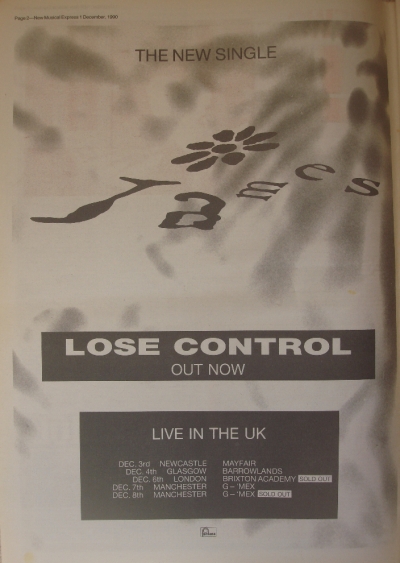 Page 2—New Musical Express 1 December, 1990
THE NEW SINGLE
James
LOSE CONTROL
OUT NOW
LIVE IN THE UK
DEC. 3rd NEWCASTLE MAYFAIR
DEC. 4th GLASGOW BARROWLANDS
DEC. 6th LONDON BRIXTON ACADEMY SOLD OUT
DEC. 7th MANCHESTER G–'MEX
DEC. 8th MANCHESTER G–'MEX SOLD OUT